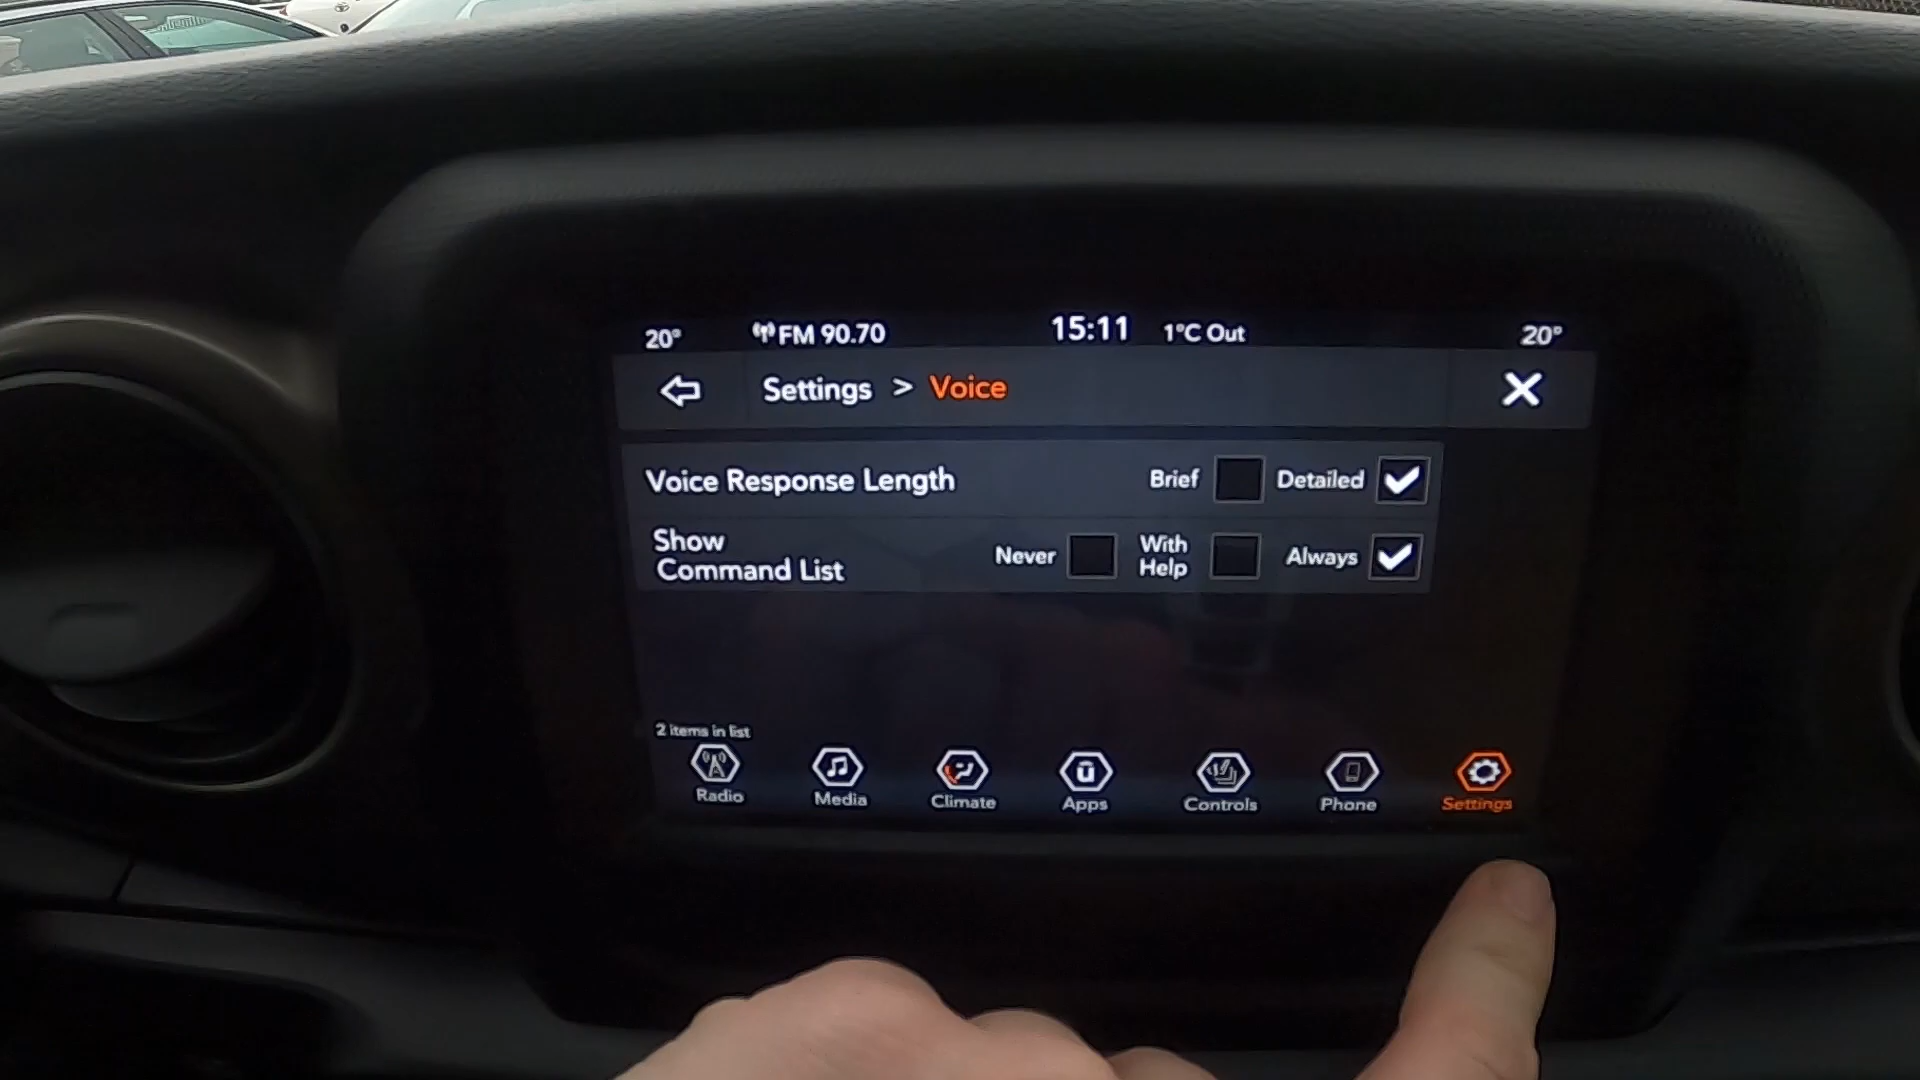 20° FM 90.70 15:11 1°C Out 20°
Settings > Voice
Voice Response Length Brief Detailed
Show
Command List
Never With
Help Always
2 items in list
Radio Media Climate Apps Controls Phone Settings